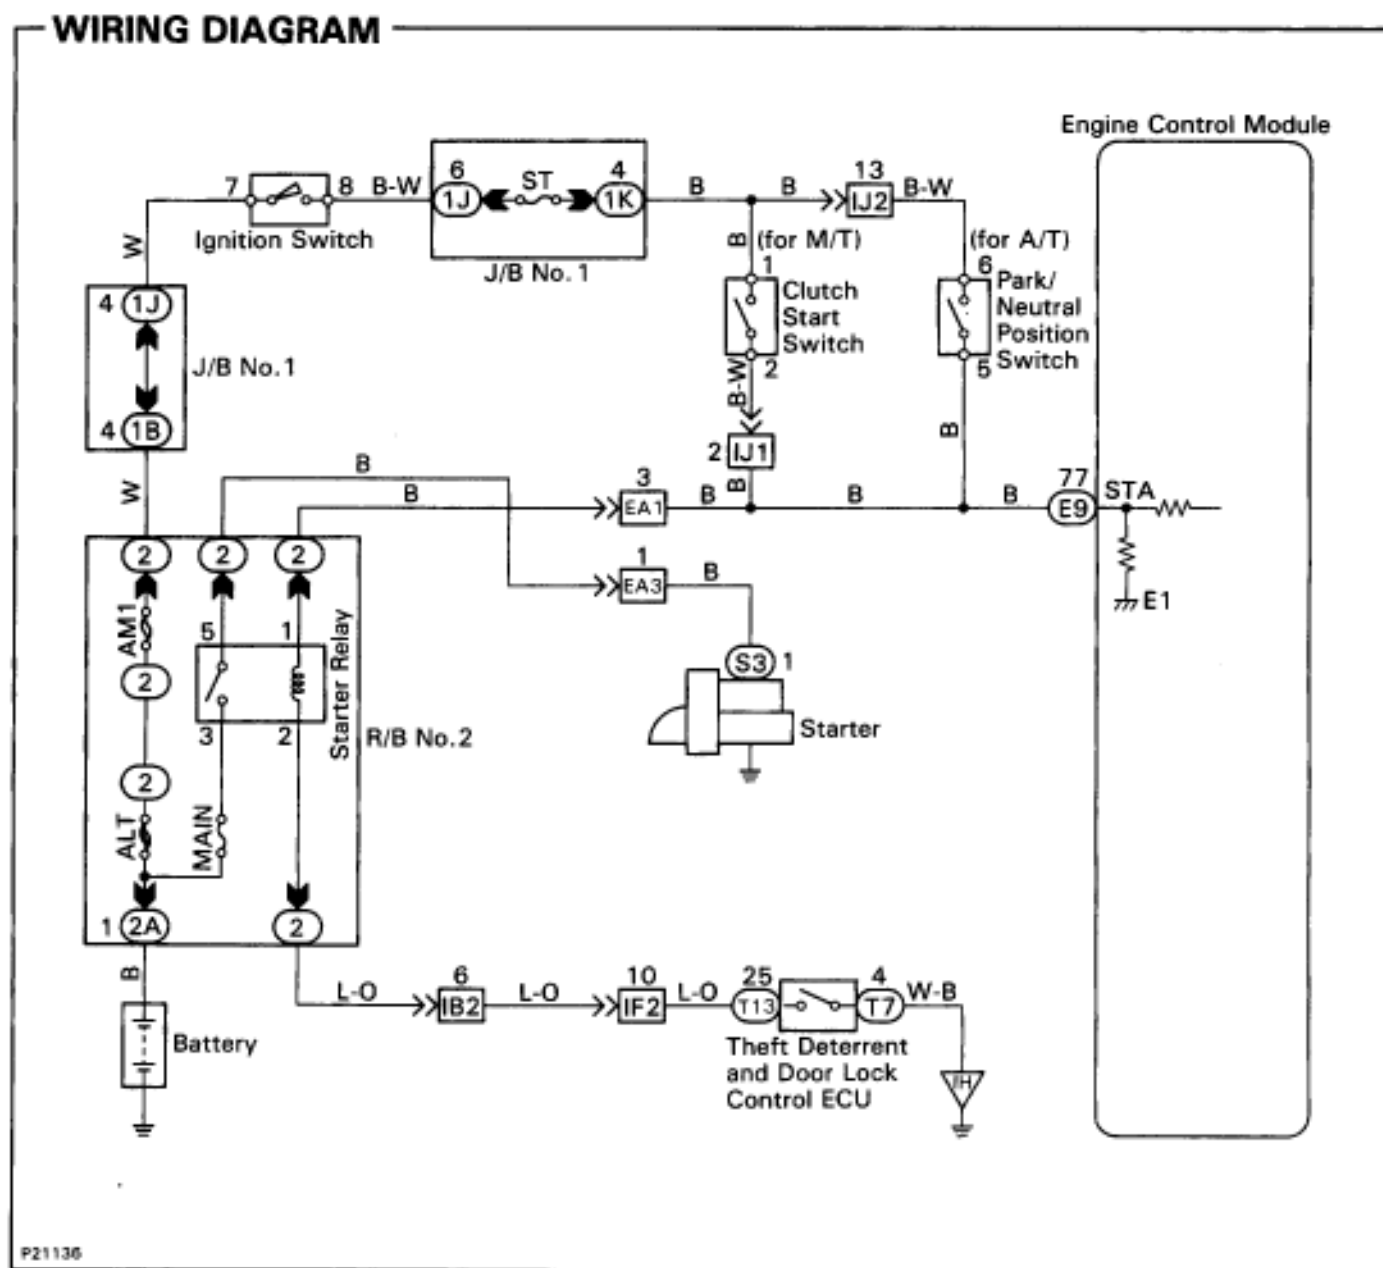 WIRING DIAGRAM
Engine Control Module
7
8
B-W
6
1J
ST
4
1K
B
B
13
IJ2
B-W
Ignition Switch
J/B No. 1
W
B
(for M/T)
(for A/T)
1
Clutch
Start
Switch
2
6
Park/
Neutral
Position
Switch
5
4
1J
J/B No. 1
4
1B
B-W
2
IJ1
B
B
W
B
B
3
EA1
B
B
B
77
E9
STA
E1
2
2
2
1
EA3
B
AM1
5
1
Starter Relay
2
3
2
R/B No.2
S3
1
Starter
2
ALT
MAIN
1
2A
2
B
Battery
L-O
6
IB2
L-O
10
IF2
L-O
25
T13
4
T7
W-B
Theft Deterrent
and Door Lock
Control ECU
IH
P21136